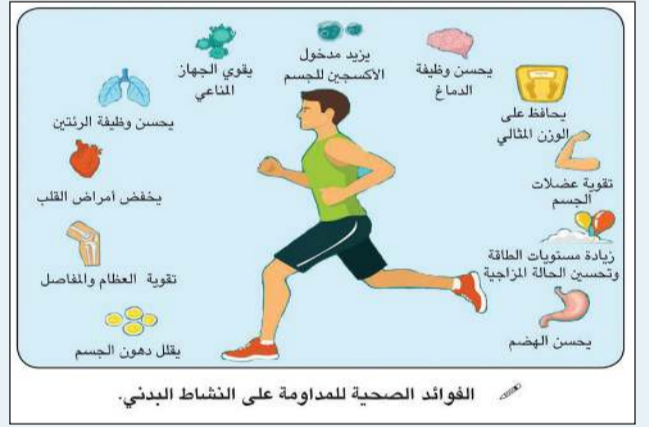 يزيد مدخول
الأكسجين للجسم
يحسن وظيفة
الدماغ
يحافظ على
الوزن المثالي
تقوية عضلات
الجسم
زيادة مستويات الطاقة
وتحسين الحالة المزاجية
يحسن الهضم
يقوي الجهاز
المناعي
يحسن وظيفة الرئتين
يخفض أمراض القلب
تقوية العظام والمفاصل
يقلل دهون الجسم
الفوائد الصحية للمداومة على النشاط البدني.